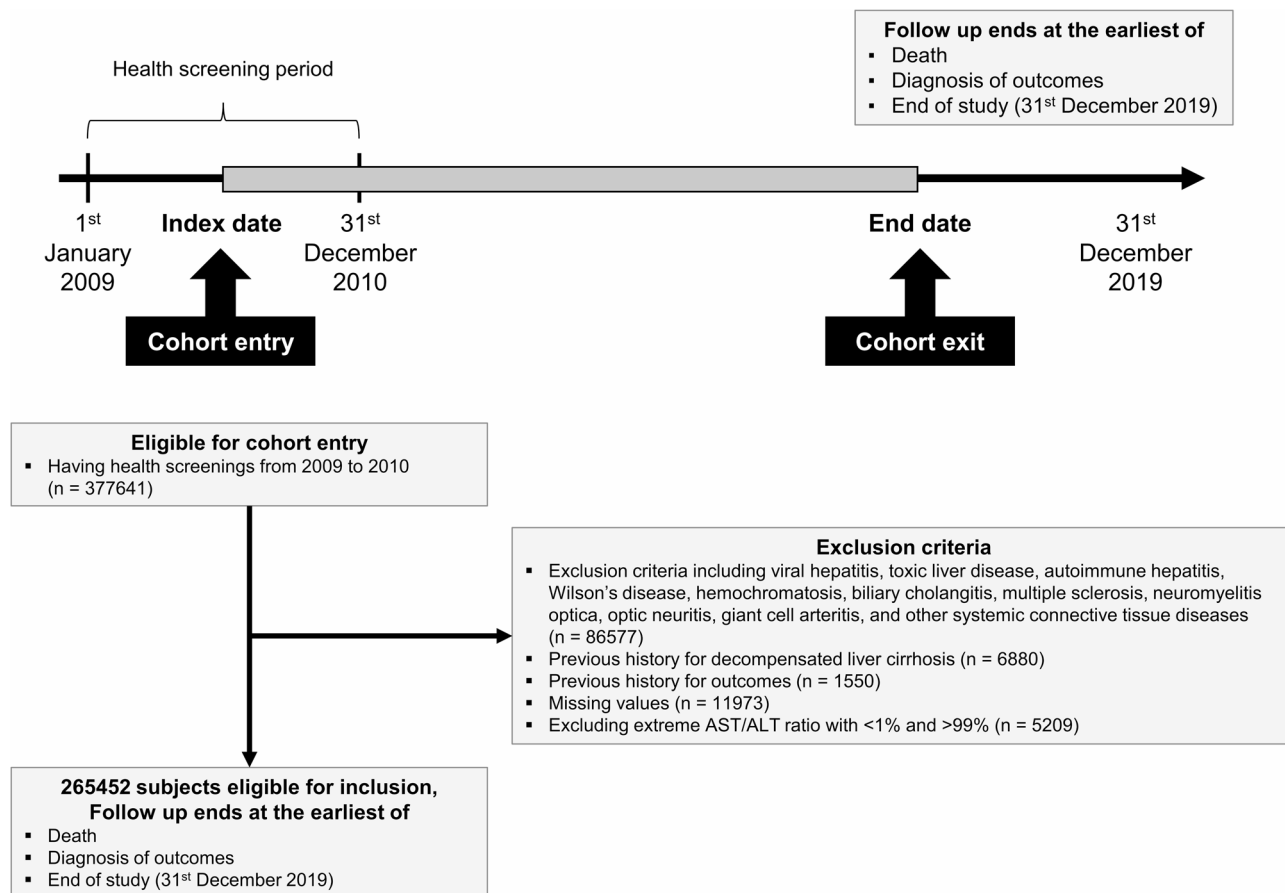 Follow up ends at the earliest of
▪ Death
▪ Diagnosis of outcomes
▪ End of study (31st December 2019)
Health screening period
1st
January
2009
Index date
31st
December
2010
End date
31st
December
2019
Cohort entry
Cohort exit
Eligible for cohort entry
▪ Having health screenings from 2009 to 2010
(n = 377641)
Exclusion criteria
▪ Exclusion criteria including viral hepatitis, toxic liver disease, autoimmune hepatitis,
Wilson's disease, hemochromatosis, biliary cholangitis, multiple sclerosis, neuromyelitis
optica, optic neuritis, giant cell arteritis, and other systemic connective tissue diseases
(n = 86577)
▪ Previous history for decompensated liver cirrhosis (n = 6880)
▪ Previous history for outcomes (n = 1550)
▪ Missing values (n = 11973)
▪ Excluding extreme AST/ALT ratio with <1% and >99% (n = 5209)
265452 subjects eligible for inclusion,
Follow up ends at the earliest of
▪ Death
▪ Diagnosis of outcomes
▪ End of study (31st December 2019)